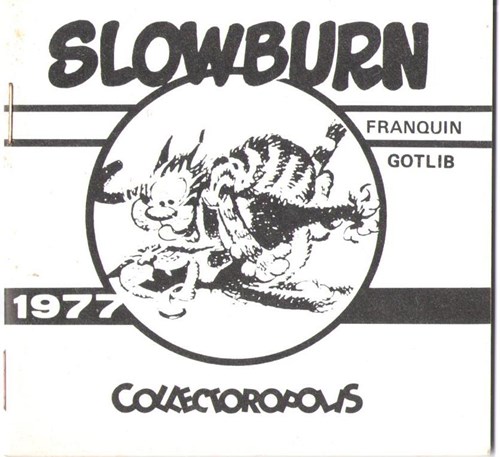 SLOWBURN
FRANQUIN
GOTLIB
1977
COLLECTOROPOLIS